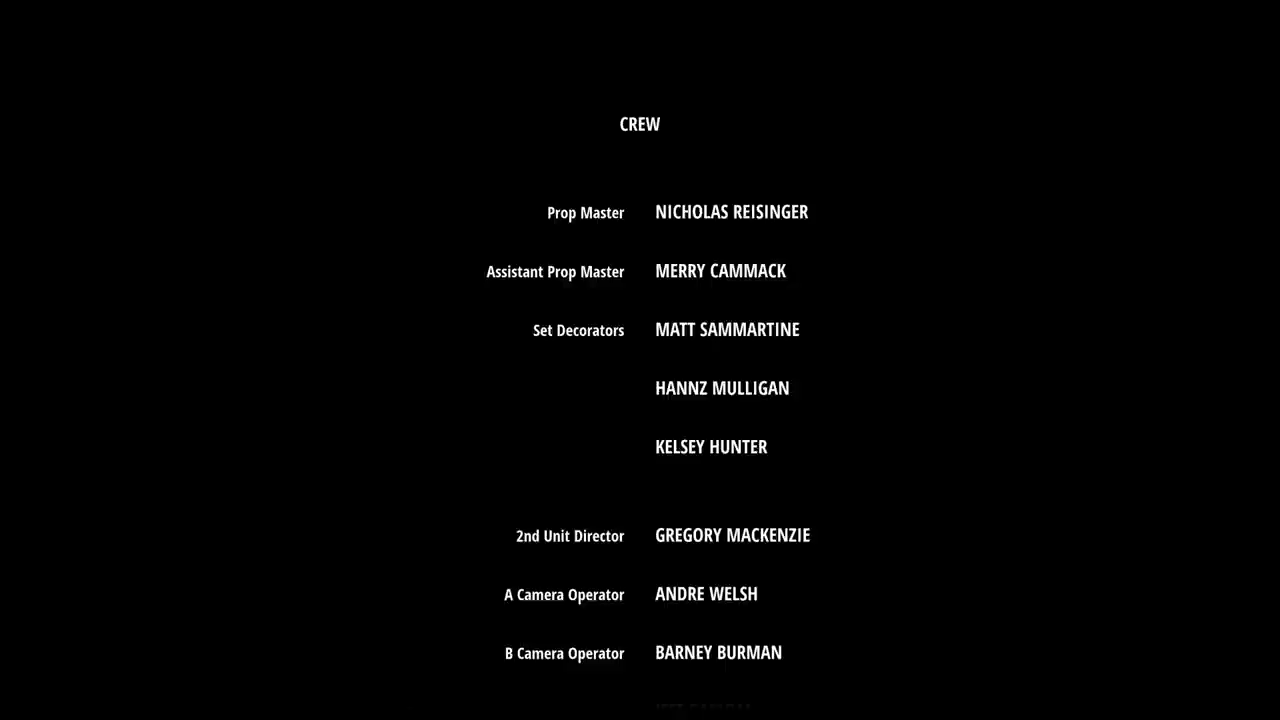 CREW
Prop Master NICHOLAS REISINGER
Assistant Prop Master MERRY CAMMACK
Set Decorators MATT SAMMARTINE
HANNZ MULLIGAN
KELSEY HUNTER
2nd Unit Director GREGORY MACKENZIE
A Camera Operator ANDRE WELSH
B Camera Operator BARNEY BURMAN